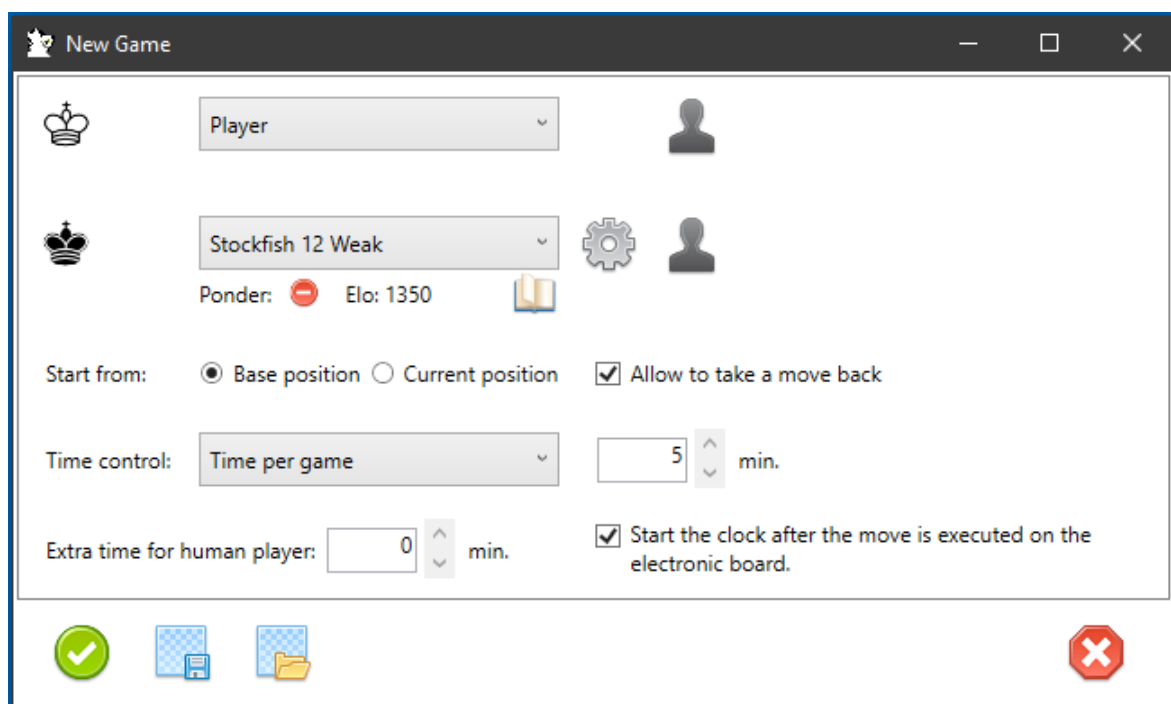 New Game
Player
Stockfish 12 Weak
Ponder: Elo: 1350
Start from: Base position Current position Allow to take a move back
Time control: Time per game 5 min.
Extra time for human player: 0 min. Start the clock after the move is executed on the
electronic board.